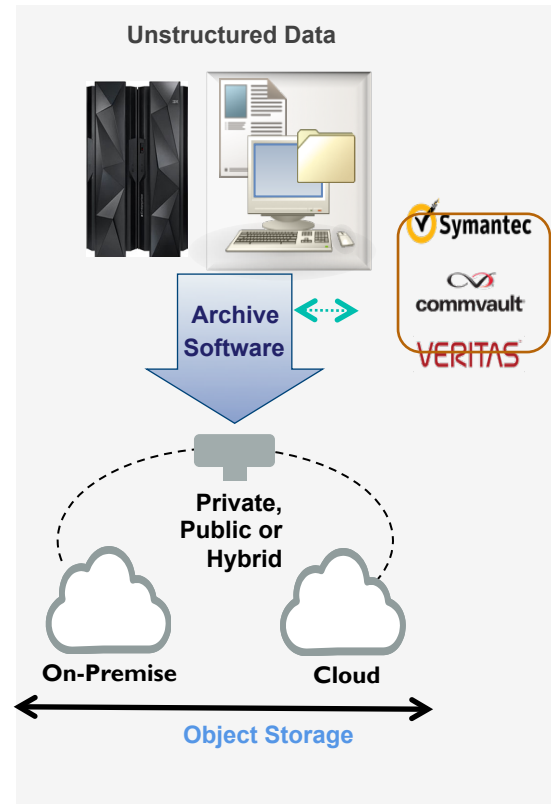 Unstructured Data
Symantec
commvault
VERITAS
Archive
Software
Private,
Public or
Hybrid
On-Premise
Cloud
Object Storage